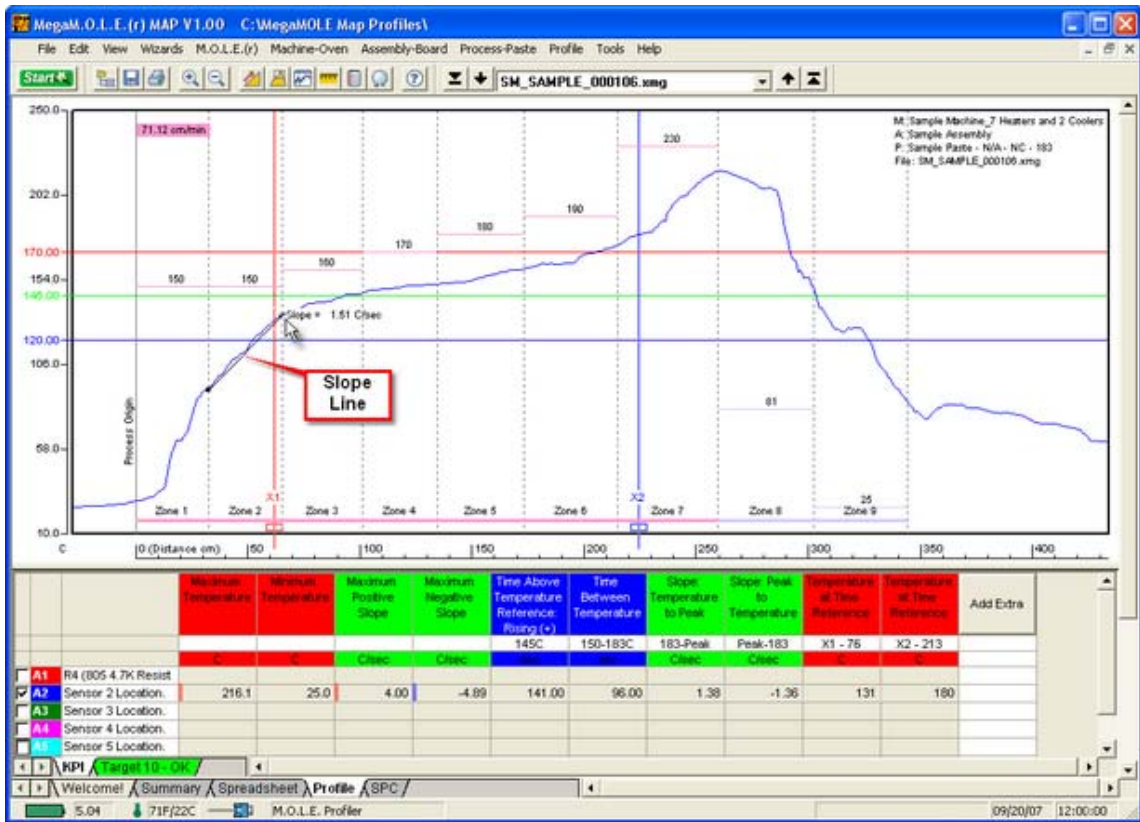 MegaM.O.L.E.(r) MAP V1.00 C:\MegaMOLE Map Profiles\
File Edit View Wizards M.O.L.E.(r) Machine-Oven Assembly-Board Process-Paste Profile Tools Help
Start
SM_SAMPLE_000106.xmg
250.0
71.12 cm/min
M: Sample Machine_7 Heaters and 2 Coolers
A: Sample Assembly
P: Sample Paste - N/A - NC - 183
File: SM_SAMPLE_000106.xmg
230
202.0
190
180
170
170.00
160
154.0
150 150
145.00
Slope = 1.51 C/sec
120.00
106.0
Slope
Line
81
Process Origin
58.0
X1 X2
25
Zone 1 Zone 2 Zone 3 Zone 4 Zone 5 Zone 6 Zone 7 Zone 8 Zone 9
10.0
C |0 (Distance cm) |50 |100 |150 |200 |250 |300 |350 |400
Maximum Temperature Minimum Temperature Maximum Positive Slope Maximum Negative Slope Time Above Temperature Reference: Rising (+) Time Between Temperature Slope: Temperature to Peak Slope: Peak to Temperature Temperature at Time Reference Temperature at Time Reference Add Extra
145C 150-183C 183-Peak Peak-183 X1 - 76 X2 - 213
C C C/sec C/sec C/sec C/sec C C
A1 R4 (805 4.7K Resist
A2 Sensor 2 Location. 216.1 25.0 4.00 -4.89 141.00 96.00 1.38 -1.36 131 180
A3 Sensor 3 Location.
A4 Sensor 4 Location.
A5 Sensor 5 Location.
KPI Target 10 - OK
Welcome! Summary Spreadsheet Profile SPC
5.04 71F/22C M.O.L.E. Profiler 09/20/07 12:00:00